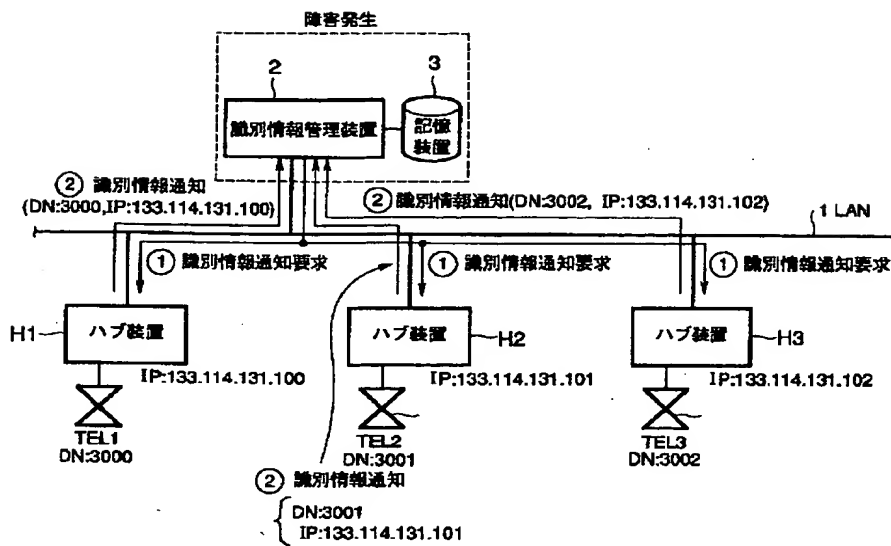 障客発生
2
3
識別情報管理装置
記憶
装置
② 識別情報通知
(DN:3000,IP:133.114.131.100)
② 識別情報通知(DN:3002, IP:133.114.131.102)
1 LAN
① 識別情報通知要求
① 識別情報通知要求
① 識別情報通知要求
H1
ハブ装置
ハブ装置
H2
ハブ装置
H3
IP:133.114.131.100
IP:133.114.131.101
IP:133.114.131.102
TEL1
DN:3000
TEL2
DN:3001
TEL3
DN:3002
② 識別情報通知
DN:3001
IP:133.114.131.101